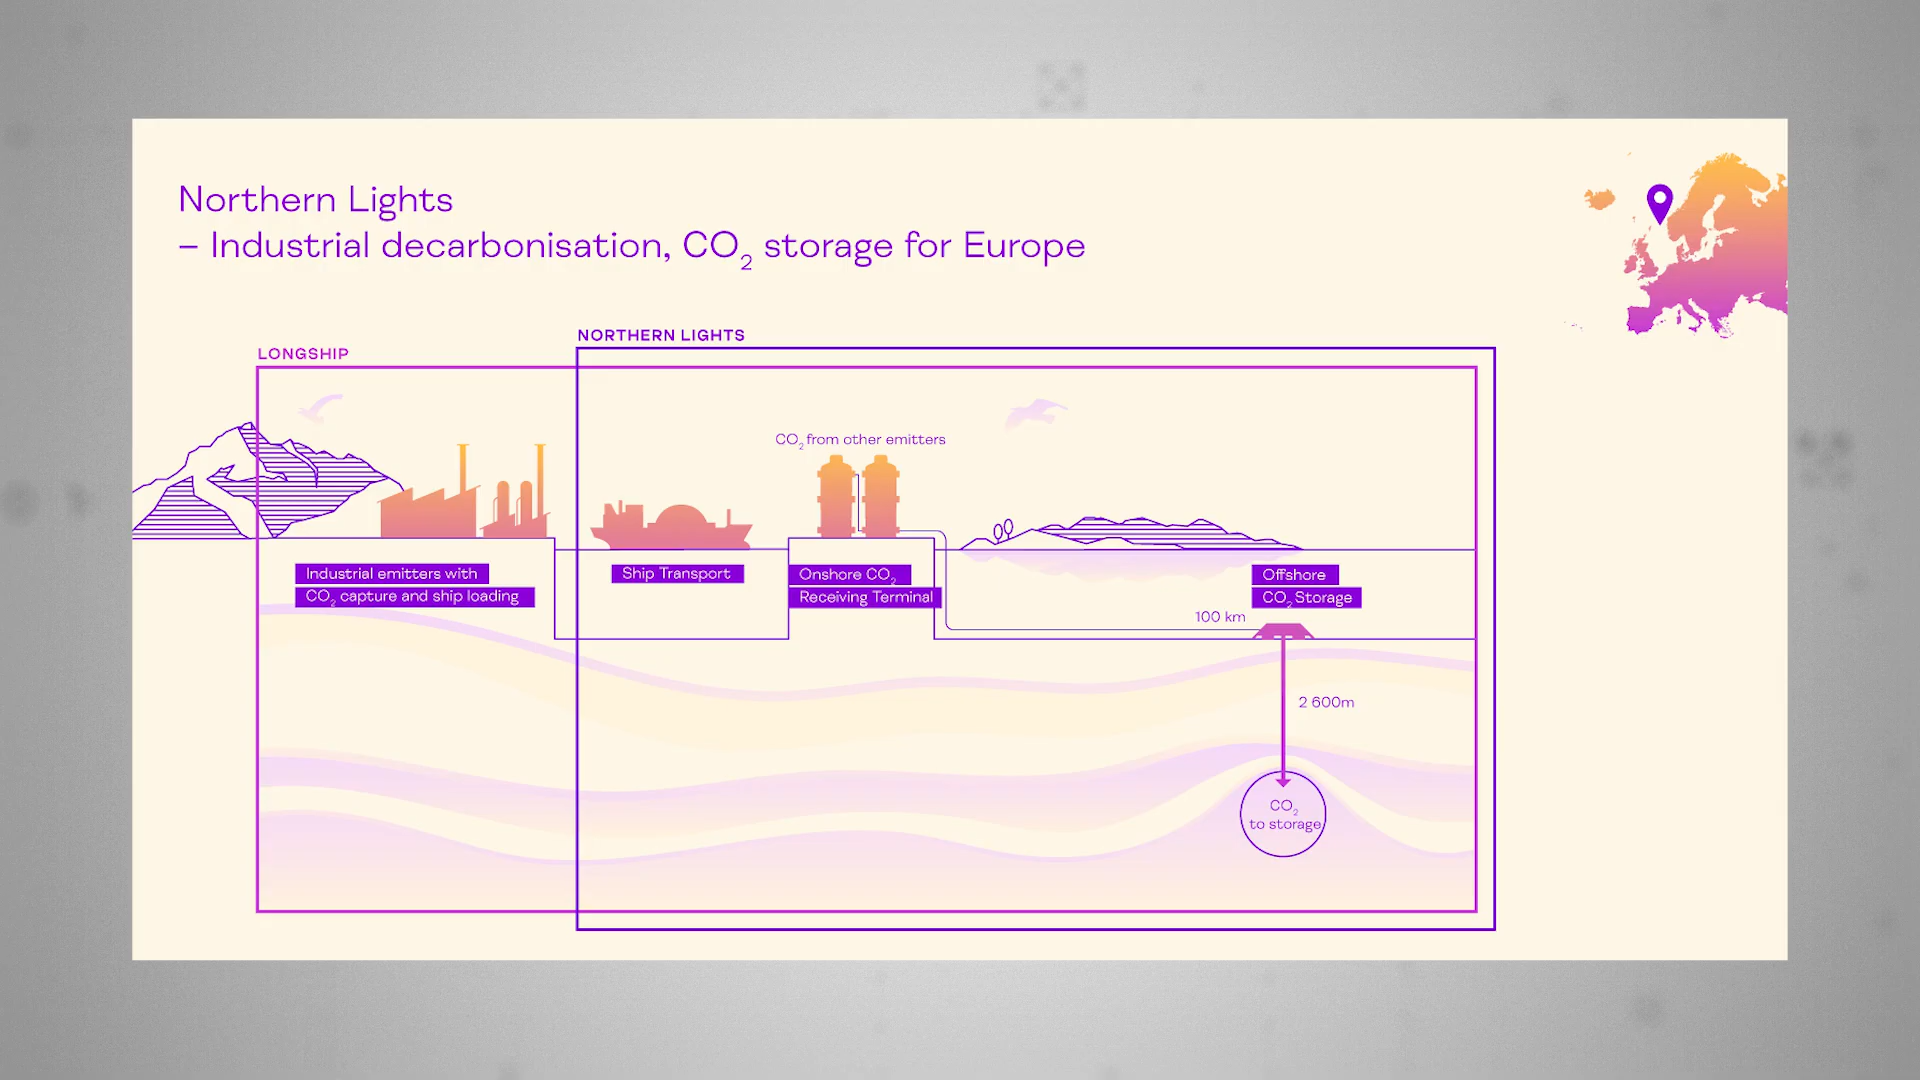 Northern Lights
– Industrial decarbonisation, CO₂ storage for Europe
NORTHERN LIGHTS
LONGSHIP
CO₂ from other emitters
Industrial emitters with
CO₂ capture and ship loading
Ship Transport
Onshore CO₂
Receiving Terminal
Offshore
CO₂ Storage
100 km
2 600m
CO₂
to storage